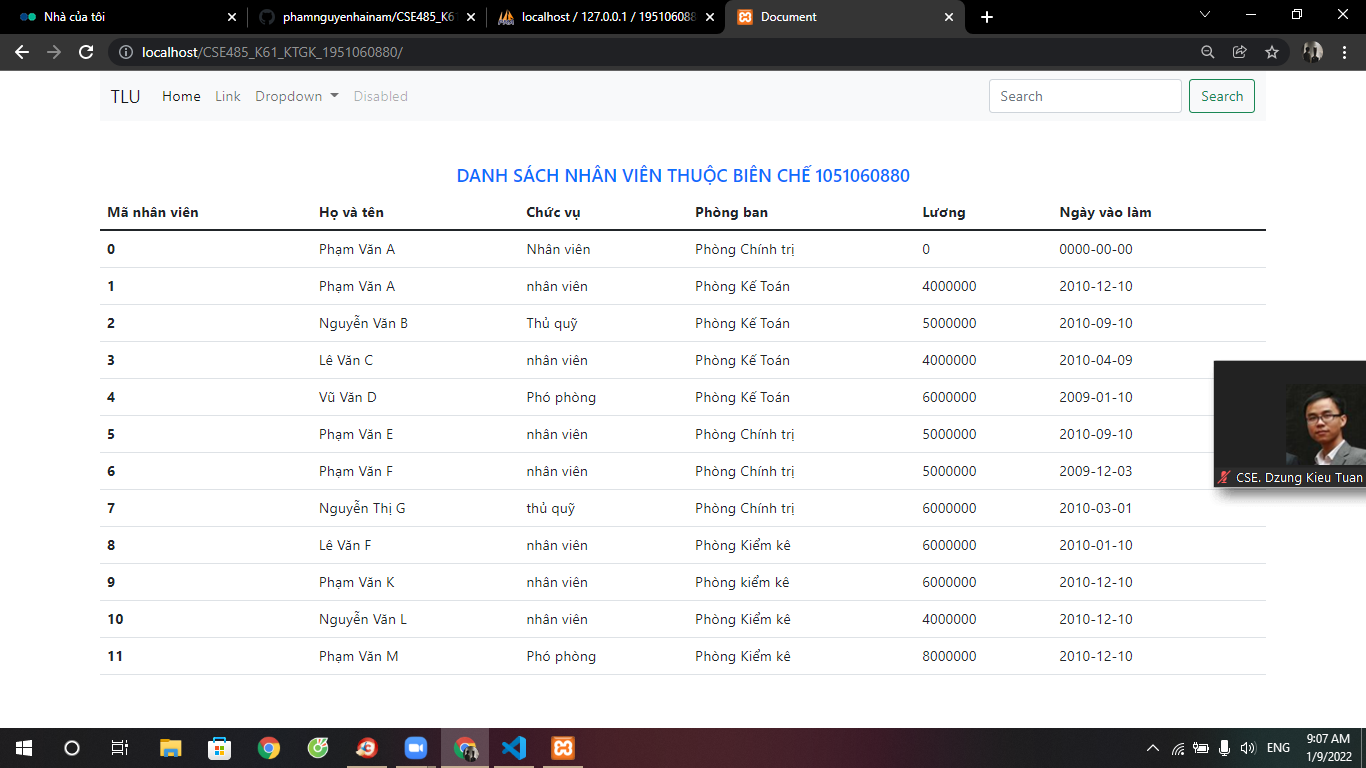 Nhà của tôi
phamnguyenhainam/CSE485_K6
localhost / 127.0.0.1 / 195106088
Document
localhost/CSE485_K61_KTGK_1951060880/
TLU Home Link Dropdown Disabled Search Search
DANH SÁCH NHÂN VIÊN THUỘC BIÊN CHẾ 1051060880
Mã nhân viên Họ và tên Chức vụ Phòng ban Lương Ngày vào làm
0 Phạm Văn A Nhân viên Phòng Chính trị 0 0000-00-00
1 Phạm Văn A nhân viên Phòng Kế Toán 4000000 2010-12-10
2 Nguyễn Văn B Thủ quỹ Phòng Kế Toán 5000000 2010-09-10
3 Lê Văn C nhân viên Phòng Kế Toán 4000000 2010-04-09
4 Vũ Văn D Phó phòng Phòng Kế Toán 6000000 2009-01-10
5 Phạm Văn E nhân viên Phòng Chính trị 5000000 2010-09-10
6 Phạm Văn F nhân viên Phòng Chính trị 5000000 2009-12-03
7 Nguyễn Thị G thủ quỹ Phòng Chính trị 6000000 2010-03-01
8 Lê Văn F nhân viên Phòng Kiểm kê 6000000 2010-01-10
9 Phạm Văn K nhân viên Phòng kiểm kê 6000000 2010-12-10
10 Nguyễn Văn L nhân viên Phòng Kiểm kê 4000000 2010-12-10
11 Phạm Văn M Phó phòng Phòng Kiểm kê 8000000 2010-12-10
CSE. Dzung Kieu Tuan
ENG
9:07 AM
1/9/2022